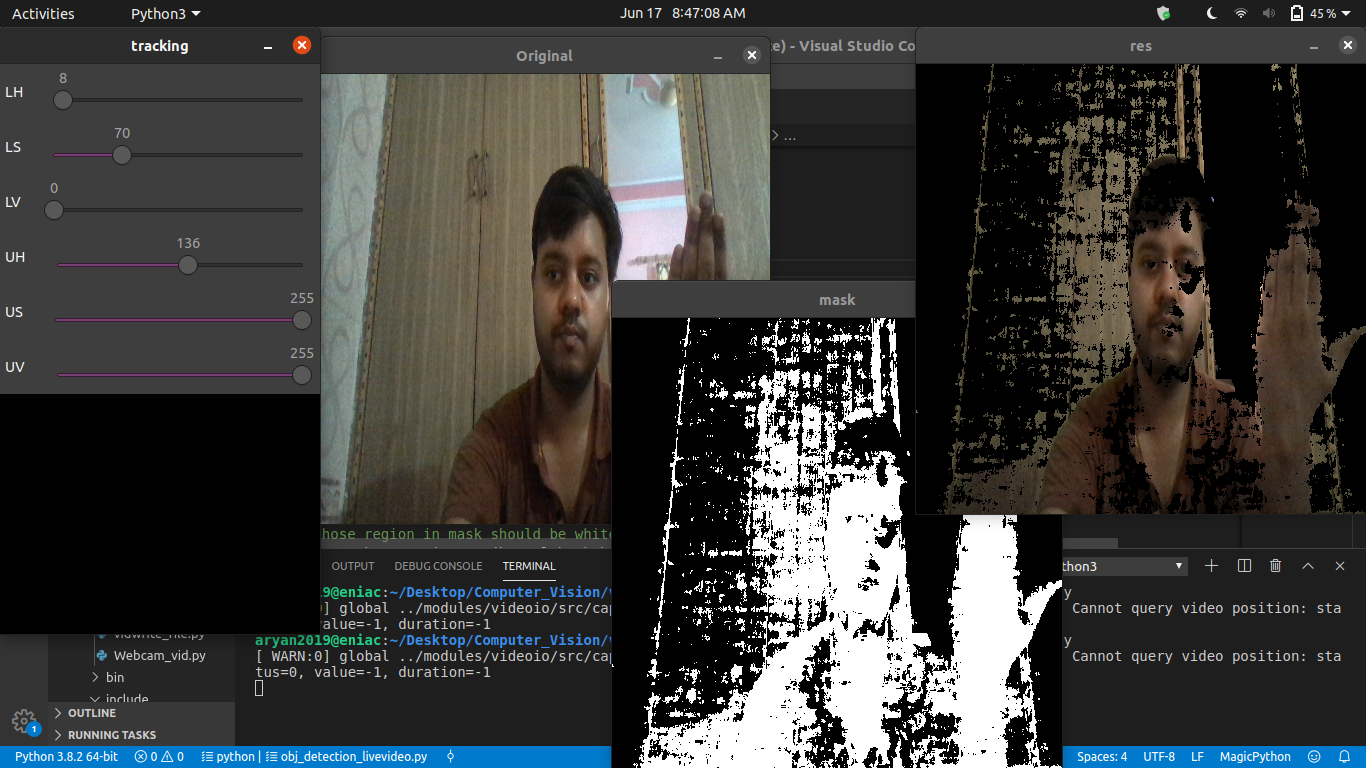 Activities
Python3
Jun 17 8:47:08 AM
45 %
tracking
LH
8
LS
70
LV
0
UH
136
US
255
UV
255
Original
e) - Visual Studio Co
res
> ...
mask
hose region in mask should be white
OUTPUT DEBUG CONSOLE TERMINAL
thon3
9@eniac:~/Desktop/Computer_Vision/
y
0] global ../modules/videoio/src/cap
Cannot query video position: sta
value=-1, duration=-1
aryan2019@eniac:~/Desktop/Computer_Vision/
y
[ WARN:0] global ../modules/videoio/src/cap
Cannot query video position: sta
tus=0, value=-1, duration=-1
vidwrite_file.py
Webcam_vid.py
bin
include
OUTLINE
RUNNING TASKS
1
Python 3.8.2 64-bit
0 0
python | obj_detection_livevideo.py
Spaces: 4
UTF-8
LF
MagicPython